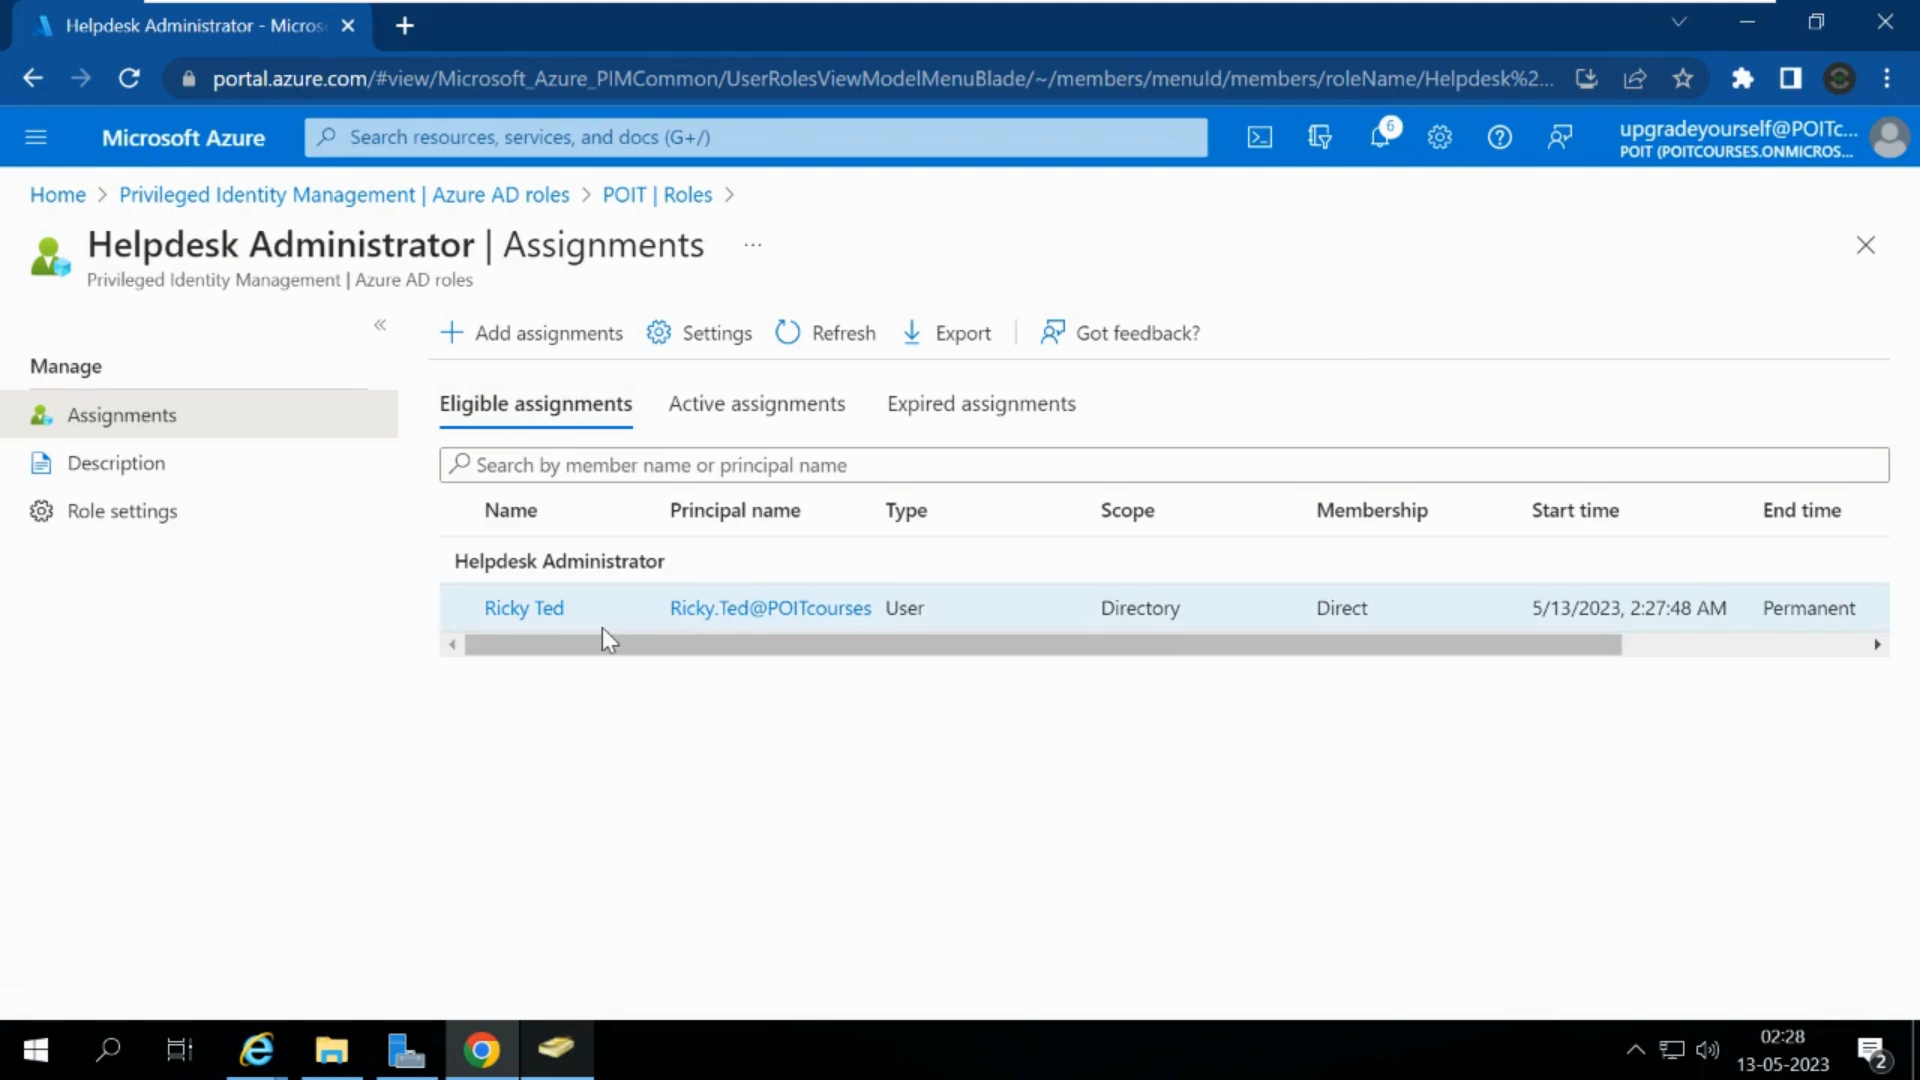 Helpdesk Administrator - Micros
portal.azure.com/#view/Microsoft_Azure_PIMCommon/UserRolesViewModelMenuBlade/~/members/menuId/members/roleName/Helpdesk%2...
Microsoft Azure
Search resources, services, and docs (G+/)
6
upgradeyourself@POITc...
POIT (POITCOURSES.ONMICROS...
Home > Privileged Identity Management | Azure AD roles > POIT | Roles >
Helpdesk Administrator | Assignments ...
Privileged Identity Management | Azure AD roles
Add assignments Settings Refresh Export Got feedback?
Manage
Assignments
Description
Role settings
Eligible assignments Active assignments Expired assignments
Search by member name or principal name
Name Principal name Type Scope Membership Start time End time
Helpdesk Administrator
Ricky Ted Ricky.Ted@POITcourses User Directory Direct 5/13/2023, 2:27:48 AM Permanent
02:28
13-05-2023
2